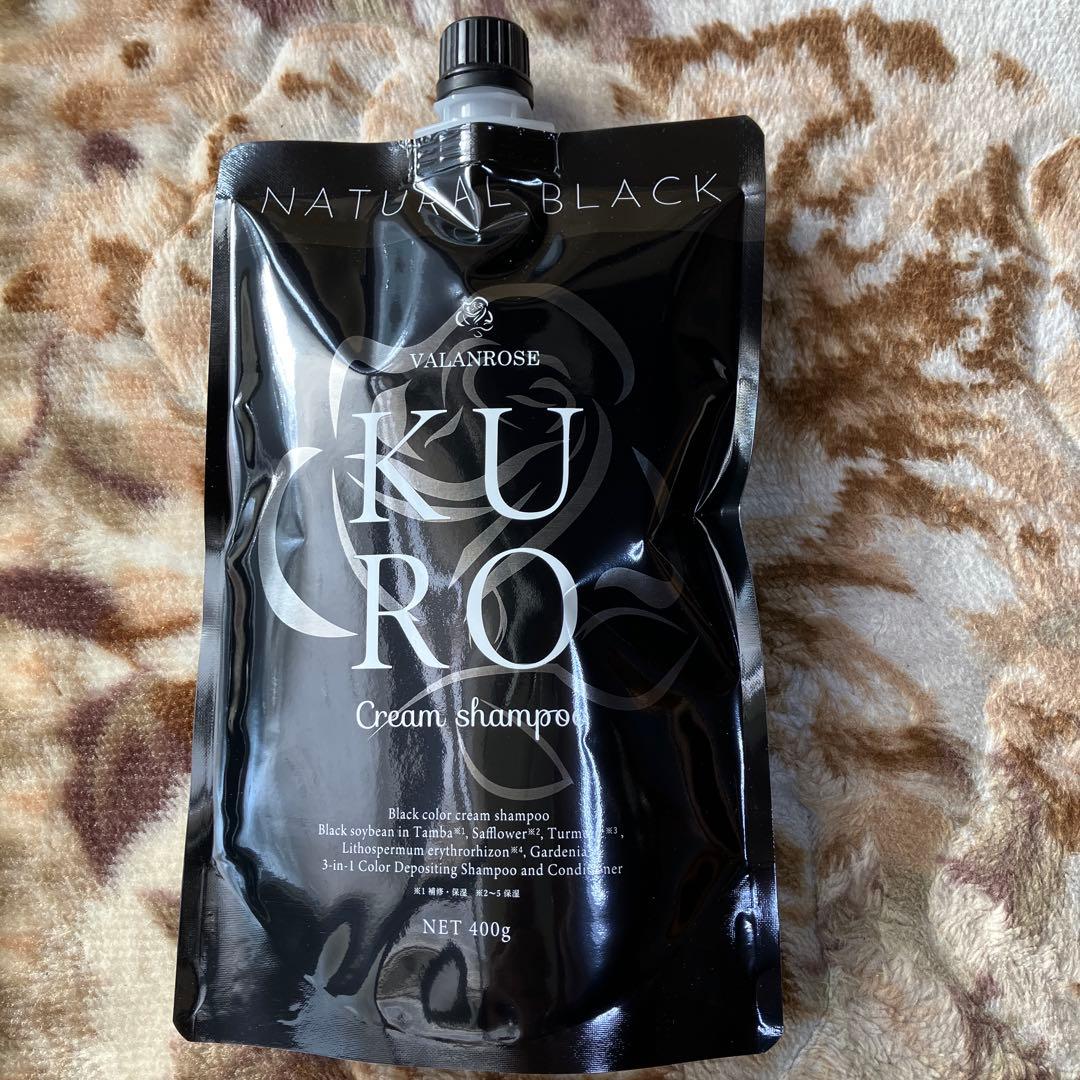 NATURAL BLACK
VALANROSE
KU
RO
Cream shampoo
Black color cream shampoo
Black soybean in Tamba※1, Safflower※2, Turmeric※3,
Lithospermum erythrorhizon※4, Gardenia
3-in-1 Color Depositing Shampoo and Conditioner
※1 補修・保湿 ※2～5 保湿
NET 400g